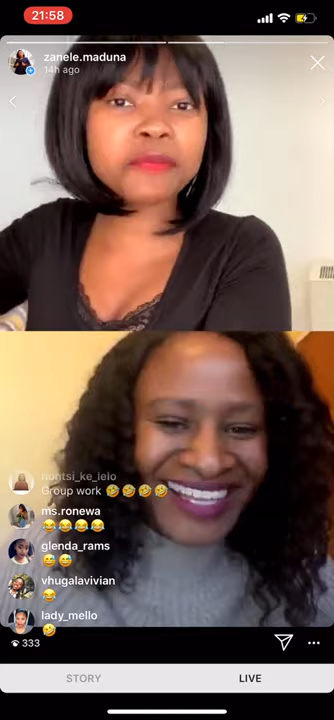 21:58
zanele.maduna
14h ago
nontsi_ke_lelo
Group work 🤣🤣🤣🤣
ms.ronewa
😂😂😂😂
glenda_rams
😅😅
vhugalavivian
😂
lady_mello
🤣
333
STORY
LIVE